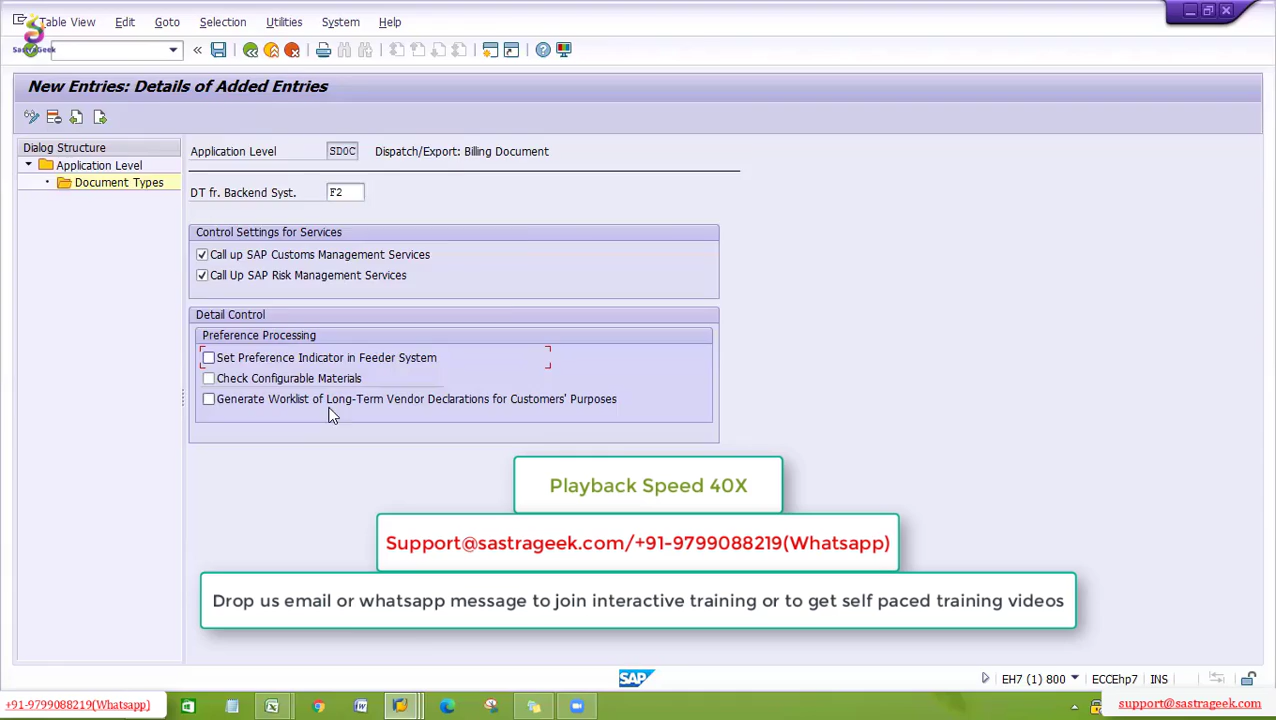 Table View Edit Goto Selection Utilities System Help
SastraGeek
New Entries: Details of Added Entries
Dialog Structure
Application Level
Document Types
Application Level SDOC Dispatch/Export: Billing Document
DT fr. Backend Syst. F2
Control Settings for Services
Call up SAP Customs Management Services
Call Up SAP Risk Management Services
Detail Control
Preference Processing
Set Preference Indicator in Feeder System
Check Configurable Materials
Generate Worklist of Long-Term Vendor Declarations for Customers' Purposes
Playback Speed 40X
Support@sastrageek.com/+91-9799088219(Whatsapp)
Drop us email or whatsapp message to join interactive training or to get self paced training videos
SAP
EH7 (1) 800 ECCEhp7 INS
+91-9799088219(Whatsapp)
support@sastrageek.com